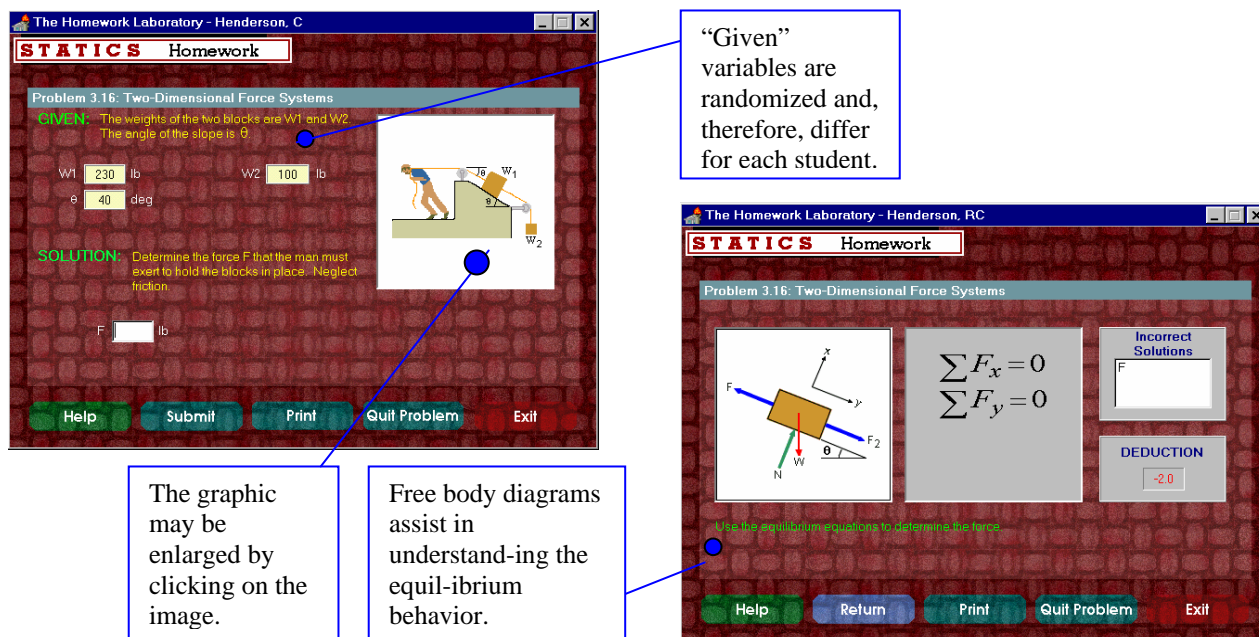 The Homework Laboratory - Henderson, C
STATICS Homework
Problem 3.16: Two-Dimensional Force Systems
GIVEN: The weights of the two blocks are W1 and W2.
The angle of the slope is θ.
W1 230 lb W2 100 lb
θ 40 deg
θ W1
θ
W2
SOLUTION: Determine the force F that the man must
exert to hold the blocks in place. Neglect
friction.
F lb
Help Submit Print Quit Problem Exit
“Given”
variables are
randomized and,
therefore, differ
for each student.
The graphic
may be
enlarged by
clicking on the
image.
Free body diagrams
assist in
understand-ing the
equil-ibrium
behavior.
The Homework Laboratory - Henderson, RC
STATICS Homework
Problem 3.16: Two-Dimensional Force Systems
x
F
y
F2
θ
W
N
∑Fx = 0
∑Fy = 0
Incorrect
Solutions
F
DEDUCTION
-2.0
Use the equilibrium equations to determine the force
Help Return Print Quit Problem Exit